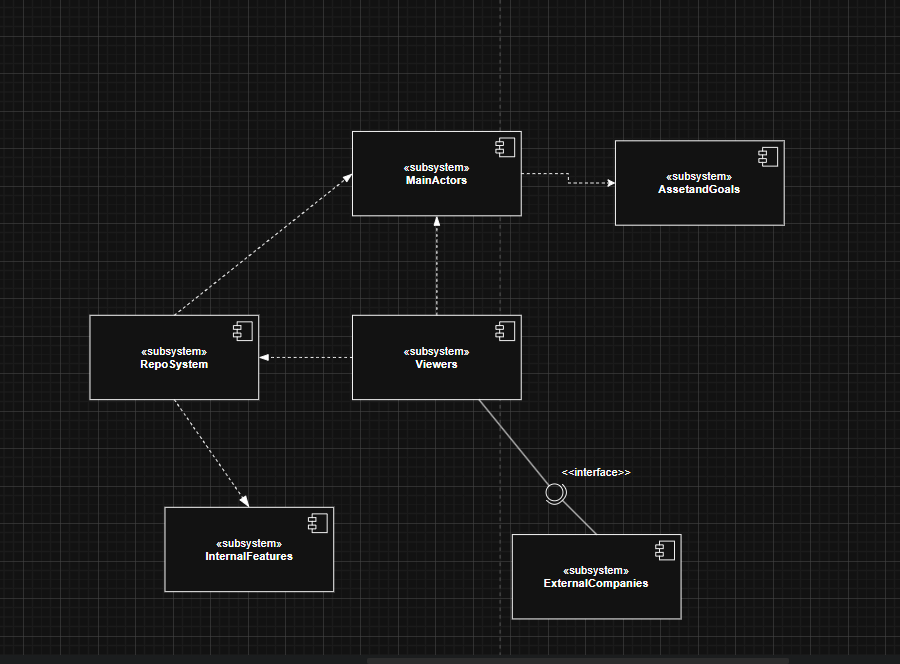 «subsystem»
MainActors
«subsystem»
AssetandGoals
«subsystem»
RepoSystem
«subsystem»
Viewers
<<interface>>
«subsystem»
InternalFeatures
«subsystem»
ExternalCompanies